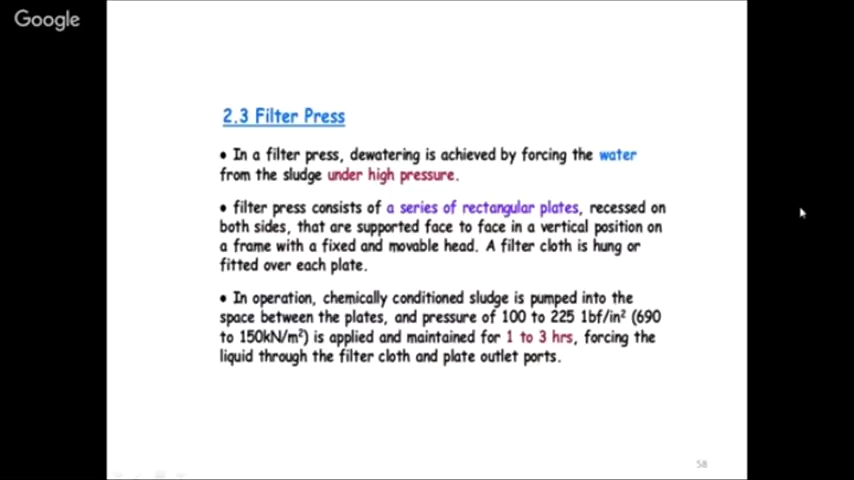 Google
2.3 Filter Press
• In a filter press, dewatering is achieved by forcing the water
from the sludge under high pressure.
• filter press consists of a series of rectangular plates, recessed on
both sides, that are supported face to face in a vertical position on
a frame with a fixed and movable head. A filter cloth is hung or
fitted over each plate.
• In operation, chemically conditioned sludge is pumped into the
space between the plates, and pressure of 100 to 225 1bf/in² (690
to 150kN/m²) is applied and maintained for 1 to 3 hrs, forcing the
liquid through the filter cloth and plate outlet ports.
58